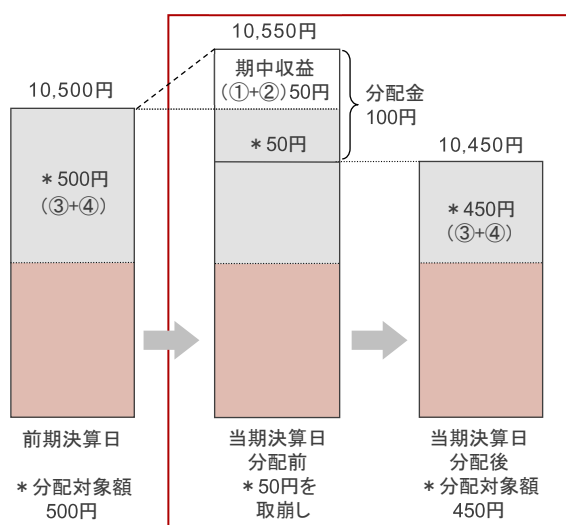 10,550円
10,500円
期中収益
(①+②)50円
分配金
100円
＊50円
10,450円
＊500円
(③+④)
＊450円
(③+④)
前期決算日
＊分配対象額
500円
当期決算日
分配前
＊50円を
取崩し
当期決算日
分配後
＊分配対象額
450円